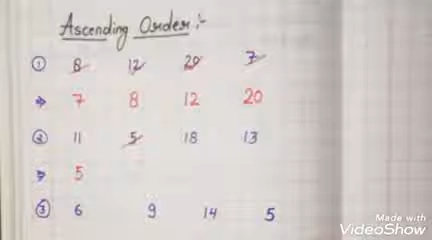 Ascending Order:-
① 8 12 20 7
⇒ 7 8 12 20
② 11 5 18 13
⇒ 5
③ 6 9 14 5
Made with
VideoShow